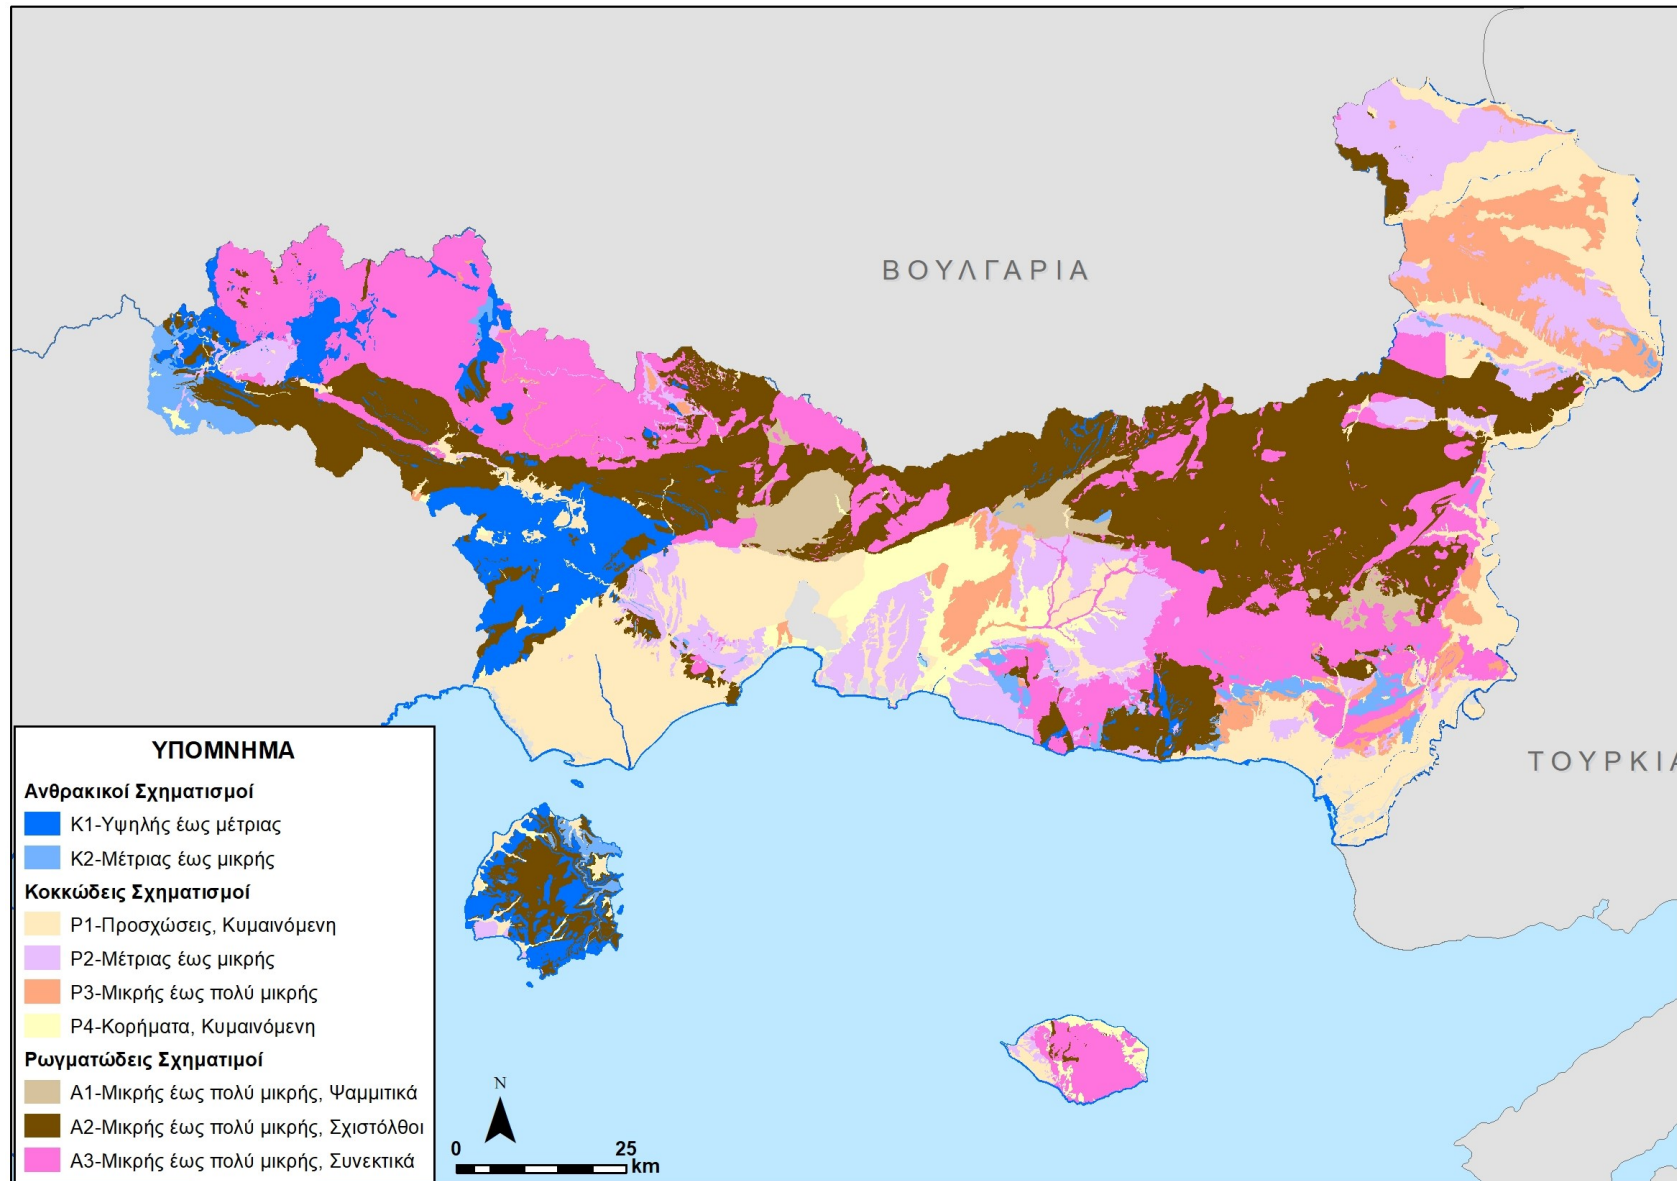 ΒΟΥΛΓΑΡΙΑ
ΤΟΥΡΚΙΑ
ΥΠΟΜΝΗΜΑ
Ανθρακικοί Σχηματισμοί
Κ1-Υψηλής έως μέτριας
Κ2-Μέτριας έως μικρής
Κοκκώδεις Σχηματισμοί
Ρ1-Προσχώσεις, Κυμαινόμενη
Ρ2-Μέτριας έως μικρής
Ρ3-Μικρής έως πολύ μικρής
Ρ4-Κορήματα, Κυμαινόμενη
Ρωγματώδεις Σχηματιμοί
Α1-Μικρής έως πολύ μικρής, Ψαμμιτικά
Α2-Μικρής έως πολύ μικρής, Σχιστόλθοι
Α3-Μικρής έως πολύ μικρής, Συνεκτικά
N
0 25
km